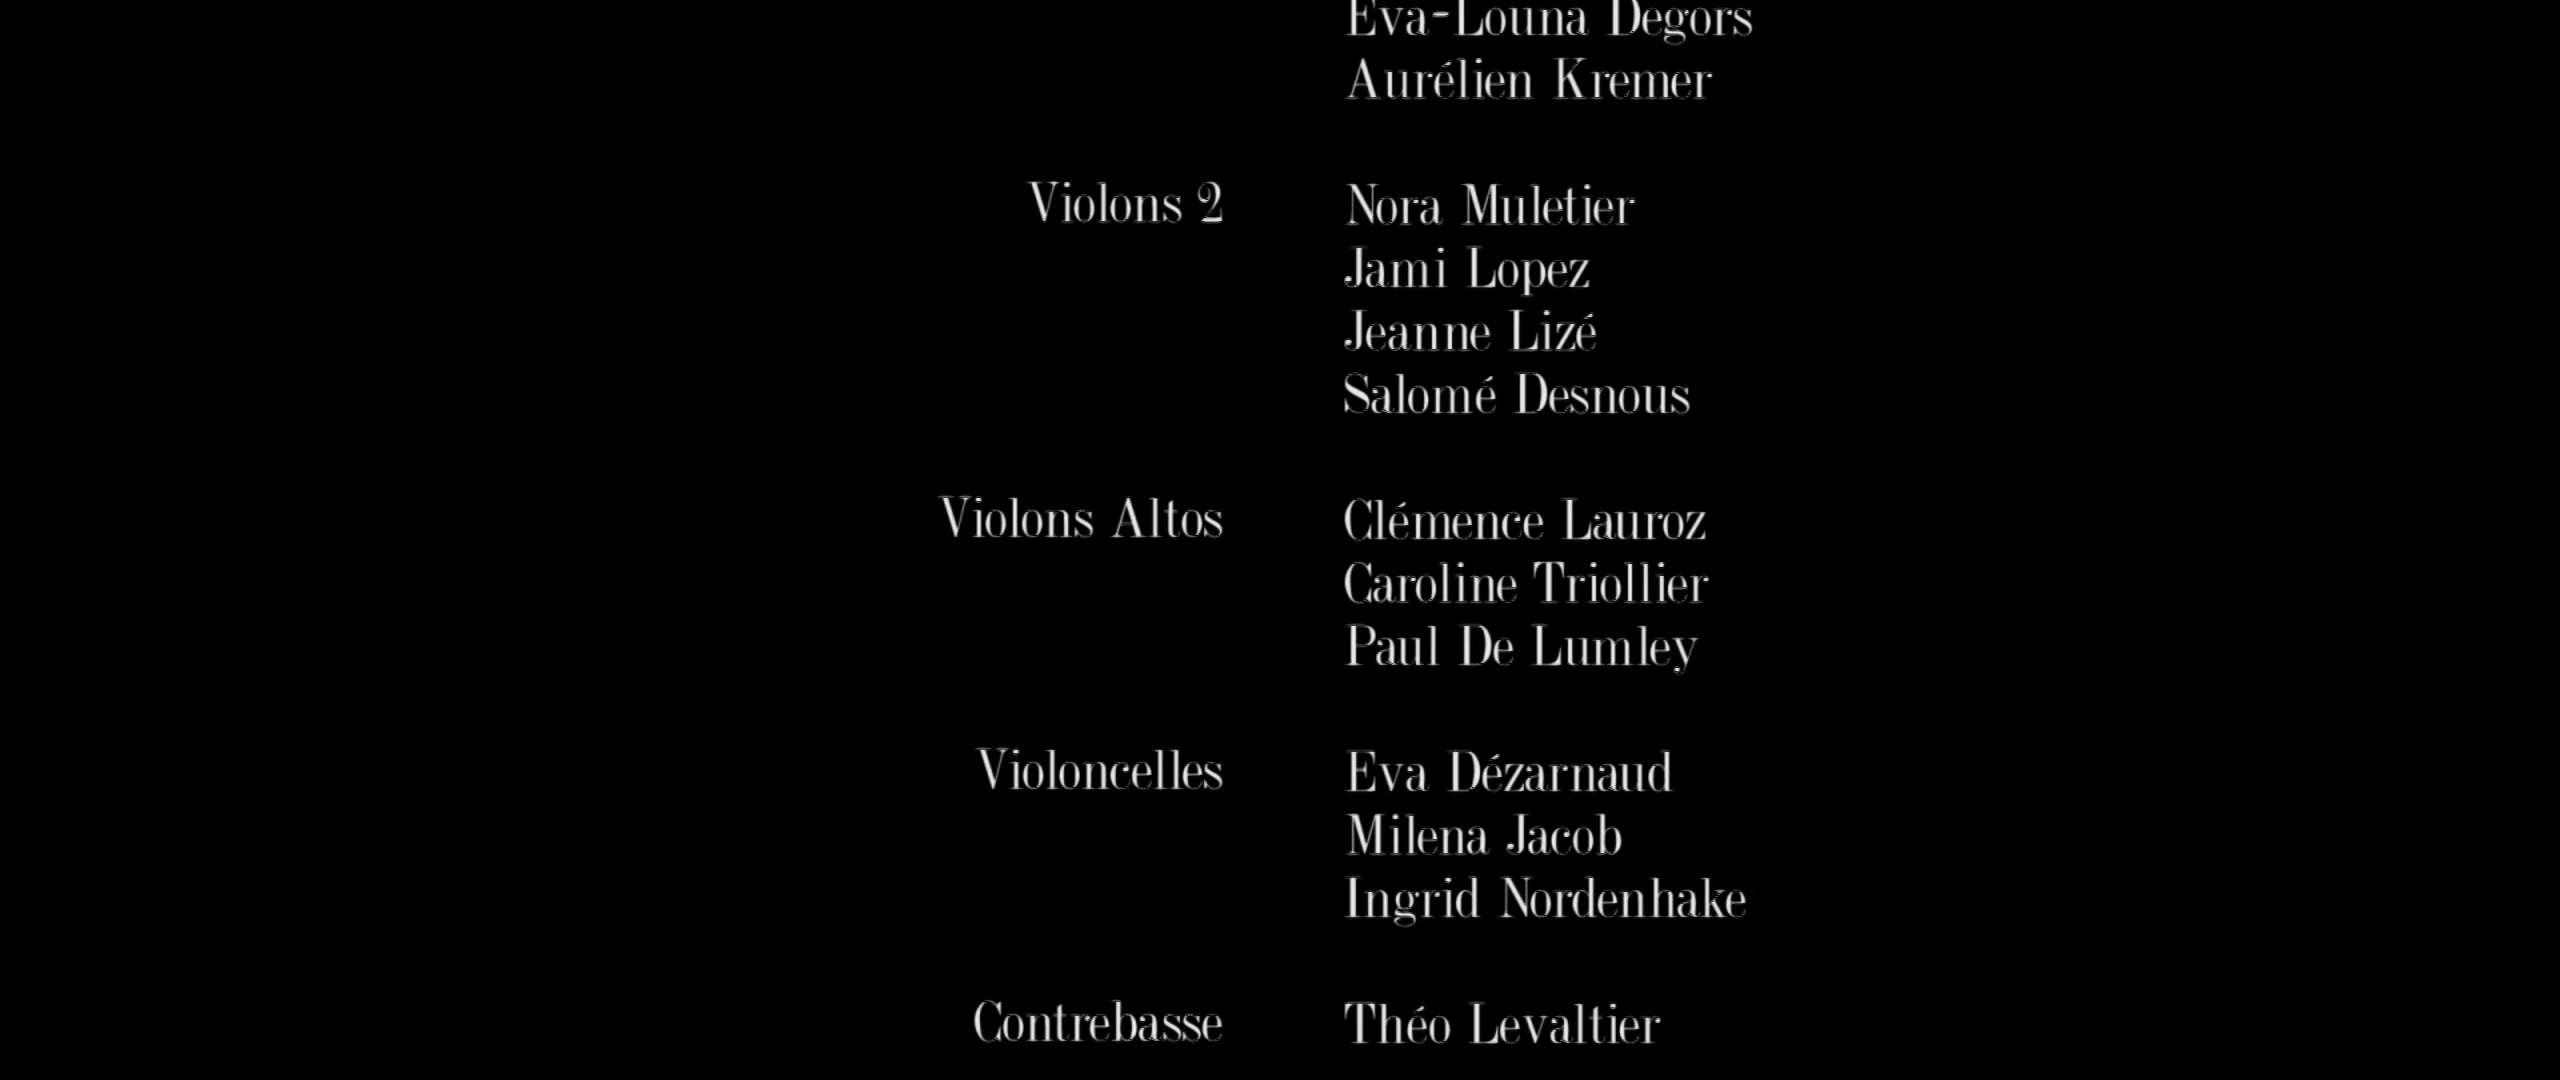 Eva-Louna Degors
Aurélien Kremer
Violons 2 Nora Muletier
Jami Lopez
Jeanne Lizé
Salomé Desnous
Violons Altos Clémence Lauroz
Caroline Triollier
Paul De Lumley
Violoncelles Eva Dézarnaud
Milena Jacob
Ingrid Nordenhake
Contrebasse Théo Levaltier